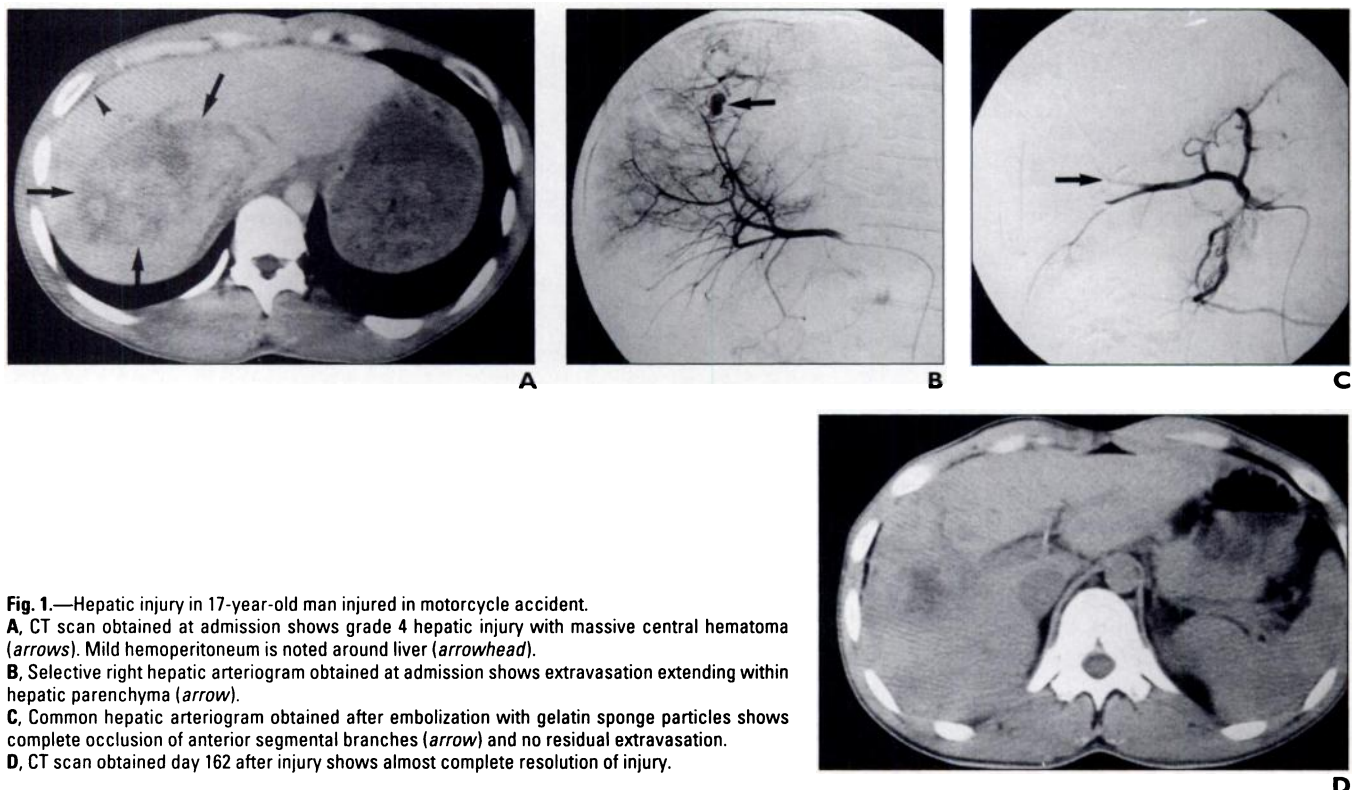 A
B
C
D
Fig. 1.—Hepatic injury in 17-year-old man injured in motorcycle accident.
A, CT scan obtained at admission shows grade 4 hepatic injury with massive central hematoma
(arrows). Mild hemoperitoneum is noted around liver (arrowhead).
B, Selective right hepatic arteriogram obtained at admission shows extravasation extending within
hepatic parenchyma (arrow).
C, Common hepatic arteriogram obtained after embolization with gelatin sponge particles shows
complete occlusion of anterior segmental branches (arrow) and no residual extravasation.
D, CT scan obtained day 162 after injury shows almost complete resolution of injury.